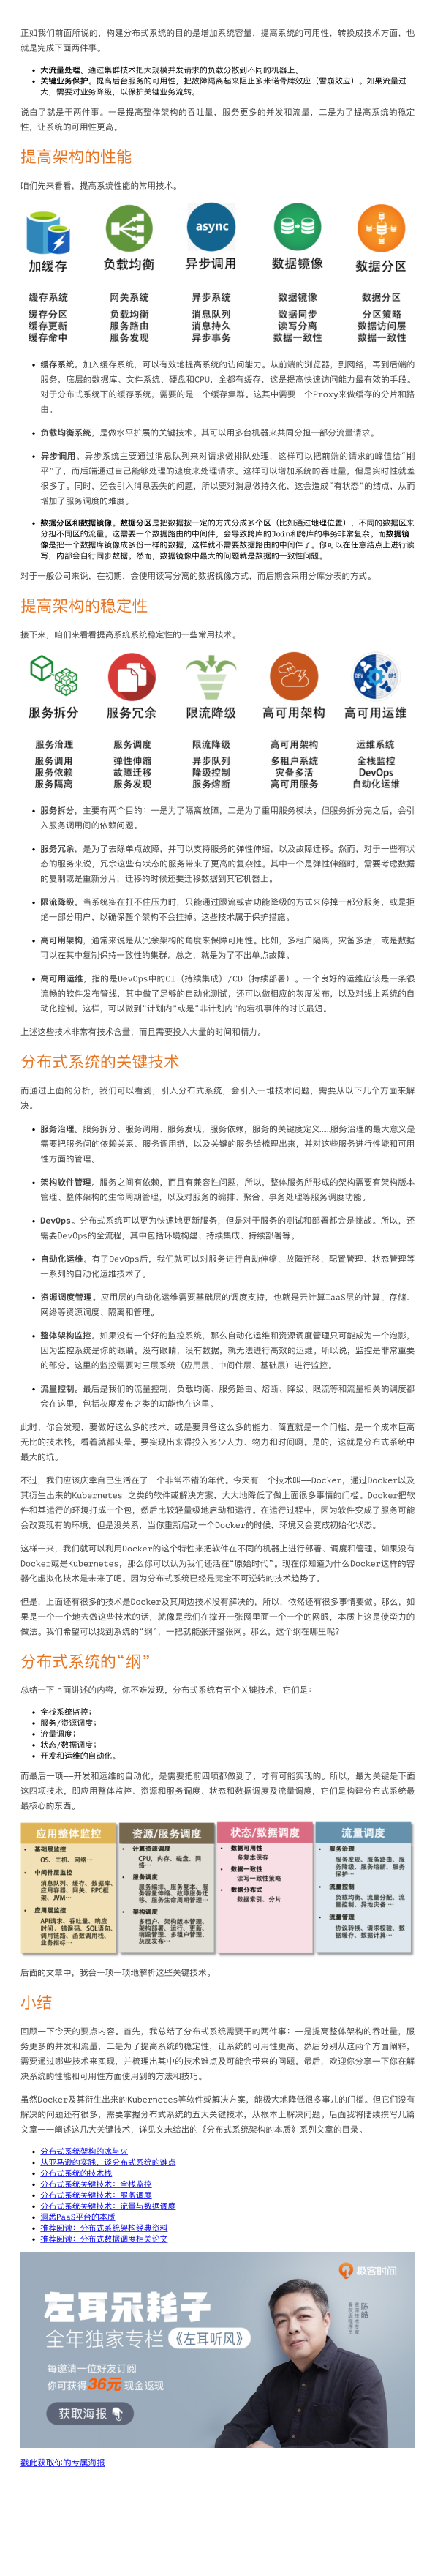 正如我们前面所说的，构建分布式系统的目的是增加系统容量，提高系统的可用性，转换成技术方面，也
就是完成下面两件事。
• 大流量处理。通过集群技术把大规模并发请求的负载分散到不同的机器上。
• 关键业务保护。提高后台服务的可用性，把故障隔离起来阻止多米诺骨牌效应（雪崩效应）。如果流量过
大，需要对业务降级，以保护关键业务流转。
说白了就是干两件事。一是提高整体架构的吞吐量，服务更多的并发和流量，二是为了提高系统的稳定
性，让系统的可用性更高。
提高架构的性能
咱们先来看看，提高系统性能的常用技术。
async
加缓存 负载均衡 异步调用 数据镜像 数据分区
缓存系统 网关系统 异步系统 数据镜像 数据分区
缓存分区 负载均衡 消息队列 数据同步 分区策略
缓存更新 服务路由 消息持久 读写分离 数据访问层
缓存命中 服务发现 异步事务 数据一致性 数据一致性
• 缓存系统。加入缓存系统，可以有效地提高系统的访问能力。从前端的浏览器，到网络，再到后端的
服务，底层的数据库、文件系统、硬盘和CPU，全都有缓存，这是提高快速访问能力最有效的手段。
对于分布式系统下的缓存系统，需要的是一个缓存集群。这其中需要一个Proxy来做缓存的分片和路
由。
• 负载均衡系统，是做水平扩展的关键技术。其可以用多台机器来共同分担一部分流量请求。
• 异步调用。异步系统主要通过消息队列来对请求做排队处理，这样可以把前端的请求的峰值给"削
平"了，而后端通过自己能够处理的速度来处理请求。这样可以增加系统的吞吐量，但是实时性就差
很多了。同时，还会引入消息丢失的问题，所以要对消息做持久化，这会造成"有状态"的结点，从而
增加了服务调度的难度。
• 数据分区和数据镜像。数据分区是把数据按一定的方式分成多个区（比如通过地理位置），不同的数据区来
分担不同区的流量。这需要一个数据路由的中间件，会导致跨库的Join和跨库的事务非常复杂。而数据镜
像是把一个数据库镜像成多份一样的数据，这样就不需要数据路由的中间件了。你可以在任意结点上进行读
写，内部会自行同步数据。然而，数据镜像中最大的问题就是数据的一致性问题。
对于一般公司来说，在初期，会使用读写分离的数据镜像方式，而后期会采用分库分表的方式。
提高架构的稳定性
接下来，咱们来看看提高系统系统稳定性的一些常用技术。
DEV OPS
服务拆分 服务冗余 限流降级 高可用架构 高可用运维
服务治理 服务调度 限流降级 高可用架构 运维系统
服务调用 弹性伸缩 异步队列 多租户系统 全栈监控
服务依赖 故障迁移 降级控制 灾备多活 DevOps
服务隔离 服务发现 服务熔断 高可用服务 自动化运维
• 服务拆分，主要有两个目的：一是为了隔离故障，二是为了重用服务模块。但服务拆分完之后，会引
入服务调用间的依赖问题。
• 服务冗余，是为了去除单点故障，并可以支持服务的弹性伸缩，以及故障迁移。然而，对于一些有状
态的服务来说，冗余这些有状态的服务带来了更高的复杂性。其中一个是弹性伸缩时，需要考虑数据
的复制或是重新分片，迁移的时候还要迁移数据到其它机器上。
• 限流降级。当系统实在扛不住压力时，只能通过限流或者功能降级的方式来停掉一部分服务，或是拒
绝一部分用户，以确保整个架构不会挂掉。这些技术属于保护措施。
• 高可用架构，通常来说是从冗余架构的角度来保障可用性。比如，多租户隔离，灾备多活，或是数据
可以在其中复制保持一致性的集群。总之，就是为了不出单点故障。
• 高可用运维，指的是DevOps中的CI（持续集成）/CD（持续部署）。一个良好的运维应该是一条很
流畅的软件发布管线，其中做了足够的自动化测试，还可以做相应的灰度发布，以及对线上系统的自
动化控制。这样，可以做到"计划内"或是"非计划内"的宕机事件的时长最短。
上述这些技术非常有技术含量，而且需要投入大量的时间和精力。
分布式系统的关键技术
而通过上面的分析，我们可以看到，引入分布式系统，会引入一堆技术问题，需要从以下几个方面来解
决。
• 服务治理。服务拆分、服务调用、服务发现，服务依赖，服务的关键度定义……服务治理的最大意义是
需要把服务间的依赖关系、服务调用链，以及关键的服务给梳理出来，并对这些服务进行性能和可用
性方面的管理。
• 架构软件管理。服务之间有依赖，而且有兼容性问题，所以，整体服务所形成的架构需要有架构版本
管理、整体架构的生命周期管理，以及对服务的编排、聚合、事务处理等服务调度功能。
• DevOps。分布式系统可以更为快速地更新服务，但是对于服务的测试和部署都会是挑战。所以，还
需要DevOps的全流程，其中包括环境构建、持续集成、持续部署等。
• 自动化运维。有了DevOps后，我们就可以对服务进行自动伸缩、故障迁移、配置管理、状态管理等
一系列的自动化运维技术了。
• 资源调度管理。应用层的自动化运维需要基础层的调度支持，也就是云计算IaaS层的计算、存储、
网络等资源调度、隔离和管理。
• 整体架构监控。如果没有一个好的监控系统，那么自动化运维和资源调度管理只可能成为一个泡影，
因为监控系统是你的眼睛。没有眼睛，没有数据，就无法进行高效的运维。所以说，监控是非常重要
的部分。这里的监控需要对三层系统（应用层、中间件层、基础层）进行监控。
• 流量控制。最后是我们的流量控制，负载均衡、服务路由、熔断、降级、限流等和流量相关的调度都
会在这里，包括灰度发布之类的功能也在这里。
此时，你会发现，要做好这么多的技术，或是要具备这么多的能力，简直就是一个门槛，是一个成本巨高
无比的技术栈，看着就都头晕。要实现出来得投入多少人力、物力和时间啊。是的，这就是分布式系统中
最大的坑。
不过，我们应该庆幸自己生活在了一个非常不错的年代。今天有一个技术叫——Docker，通过Docker以及
其衍生出来的Kubernetes 之类的软件或解决方案，大大地降低了做上面很多事情的门槛。Docker把软
件和其运行的环境打成一个包，然后比较轻量级地启动和运行。在运行过程中，因为软件变成了服务可能
会改变现有的环境。但是没关系，当你重新启动一个Docker的时候，环境又会变成初始化状态。
这样一来，我们就可以利用Docker的这个特性来把软件在不同的机器上进行部署、调度和管理。如果没有
Docker或是Kubernetes，那么你可以认为我们还活在"原始时代"。现在你知道为什么Docker这样的容
器化虚拟化技术是未来了吧。因为分布式系统已经是完全不可逆转的技术趋势了。
但是，上面还有很多的技术是Docker及其周边技术没有解决的，所以，依然还有很多事情要做。那么，如
果是一个一个地去做这些技术的话，就像是我们在撑开一张网里面一个一个的网眼，本质上这是使蛮力的
做法。我们希望可以找到系统的"纲"，一把就能张开整张网。那么，这个纲在哪里呢？
分布式系统的“纲”
总结一下上面讲述的内容，你不难发现，分布式系统有五个关键技术，它们是：
• 全栈系统监控；
• 服务/资源调度；
• 流量调度；
• 状态/数据调度；
• 开发和运维的自动化。
而最后一项——开发和运维的自动化，是需要把前四项都做到了，才有可能实现的。所以，最为关键是下面
这四项技术，即应用整体监控、资源和服务调度、状态和数据调度及流量调度，它们是构建分布式系统最
最核心的东西。
应用整体监控
• 基础层监控
OS、主机、网络…
• 中间件层监控
消息队列、缓存、数据库、
应用容器、网关、RPC框
架、JVM…
• 应用层监控
API请求、吞吐量、响应
时间、错误码、SQL语句、
调用链路、函数调用栈、
业务指标…
资源/服务调度
• 计算资源调度
CPU，内存、磁盘、网
络…
• 服务调度
服务编排、服务复本、服
务容量伸缩、故障服务迁
移、服务生命周期管理…
• 架构调度
多租户、架构版本管理、
架构部署、运行、更新、
销毁管理、多租户管理、
灰度发布…
状态/数据调度
• 数据可用性
多复本保存
• 数据一致性
读写一致性策略
• 数据分布式
数据索引、分片
流量调度
• 服务治理
服务发现、服务路由、服
务降级、服务熔断、服务
保护…
• 流量控制
负载均衡、流量分配、流
量控制、异地灾备 …
• 流量管理
协议转换、请求校验、数
据缓存、数据计算…
后面的文章中，我会一项一项地解析这些关键技术。
小结
回顾一下今天的要点内容。首先，我总结了分布式系统需要干的两件事：一是提高整体架构的吞吐量，服
务更多的并发和流量，二是为了提高系统的稳定性，让系统的可用性更高。然后分别从这两个方面阐释，
需要通过哪些技术来实现，并梳理出其中的技术难点及可能会带来的问题。最后，欢迎你分享一下你在解
决系统的性能和可用性方面使用到的方法和技巧。
虽然Docker及其衍生出来的Kubernetes等软件或解决方案，能极大地降低很多事儿的门槛。但它们没有
解决的问题还有很多，需要掌握分布式系统的五大关键技术，从根本上解决问题。后面我将陆续撰写几篇
文章一一阐述这几大关键技术，详见文末给出的《分布式系统架构的本质》系列文章的目录。
• 分布式系统架构的冰与火
• 从亚马逊的实践，谈分布式系统的难点
• 分布式系统的技术栈
• 分布式系统关键技术：全栈监控
• 分布式系统关键技术：服务调度
• 分布式系统关键技术：流量与数据调度
• 洞悉PaaS平台的本质
• 推荐阅读：分布式系统架构经典资料
• 推荐阅读：分布式数据调度相关论文
极客时间
左耳朵耗子
全年独家专栏《左耳听风》
每邀请一位好友订阅
你可获得36元 现金返现
获取海报
陈皓
戳此获取你的专属海报